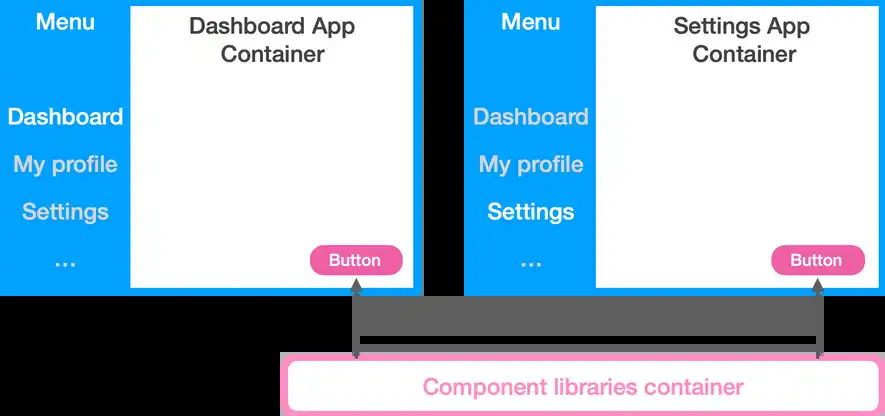 Menu
Dashboard App
Container
Dashboard
My profile
Settings
...
Button
Menu
Settings App
Container
Dashboard
My profile
Settings
...
Button
Component libraries container